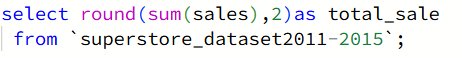 select round(sum(sales),2)as total_sale
from `superstore_dataset2011-2015`;